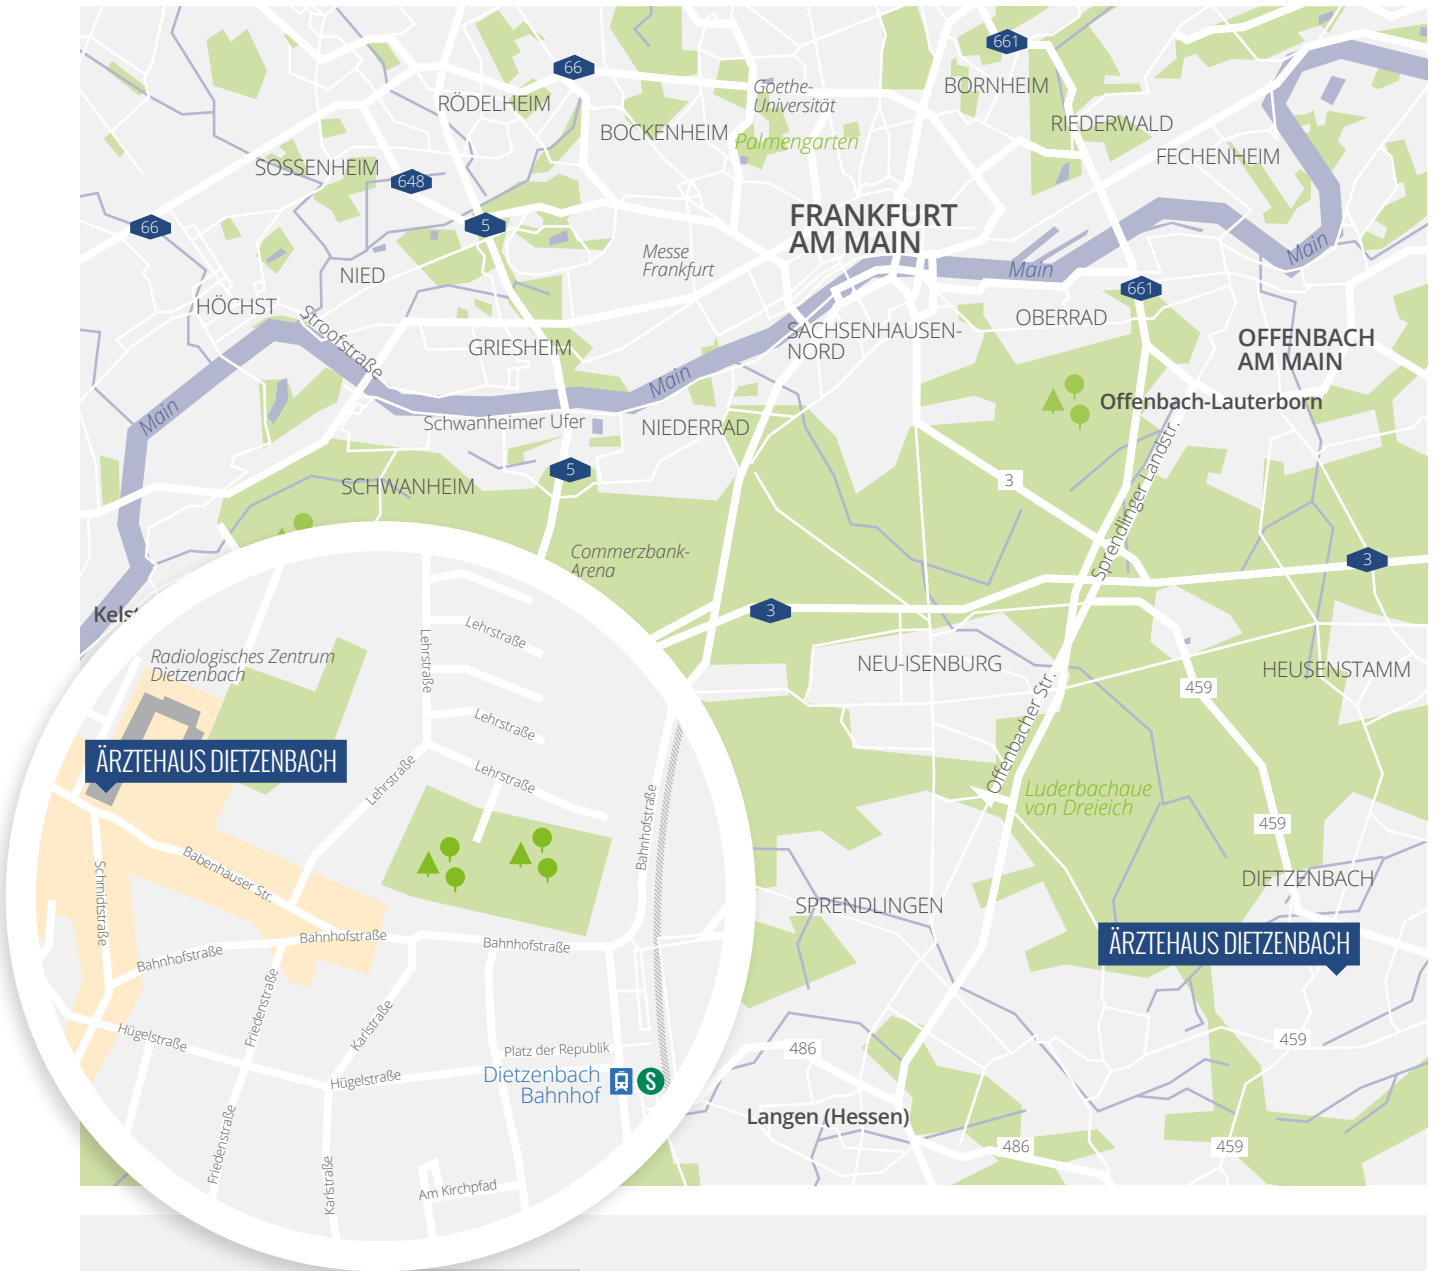 661
66
Goethe-
Universität
BORNHEIM
RÖDELHEIM
RIEDERWALD
BOCKENHEIM
Palmengarten
FECHENHEIM
SOSSENHEIM
648
FRANKFURT
AM MAIN
66
5
Messe
Frankfurt
Main
Main
NIED
661
HÖCHST
Stroofstraße
OBERRAD
SACHSENHAUSEN-
NORD
OFFENBACH
AM MAIN
GRIESHEIM
Main
Main
Offenbach-Lauterborn
Schwanheimer Ufer
NIEDERRAD
Sprendlinger Landstr.
5
3
SCHWANHEIM
Commerzbank-
Arena
3
Kelst
3
NEU-ISENBURG
HEUSENSTAMM
459
Offenbacher Str.
Luderbachaue
von Dreieich
459
DIETZENBACH
SPRENDLINGEN
ÄRZTEHAUS DIETZENBACH
459
486
Langen (Hessen)
486
459
Lehrstraße
Lehrstraße
Radiologisches Zentrum
Dietzenbach
Lehrstraße
ÄRZTEHAUS DIETZENBACH
Lehrstraße
Lehrstraße
Bahnhofstraße
Babenhäuser Str.
Schmidtstraße
Bahnhofstraße
Bahnhofstraße
Bahnhofstraße
Friedenstraße
Karlstraße
Hügelstraße
Platz der Republik
Hügelstraße
Dietzenbach
Bahnhof
S
Friedenstraße
Karlstraße
Am Kirchpfad